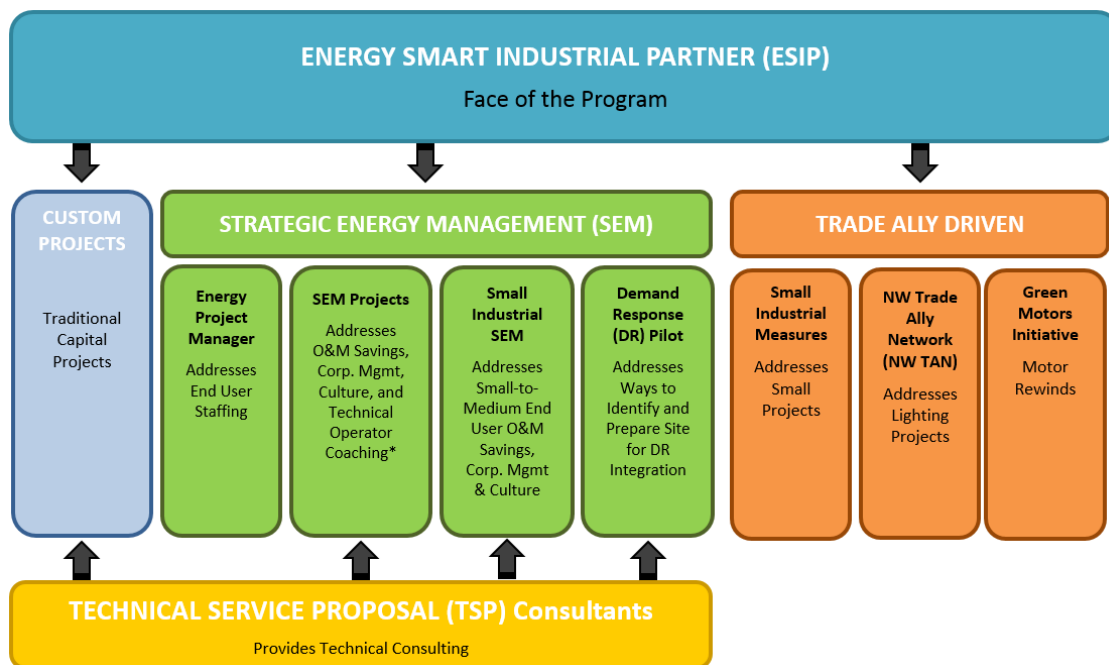 ENERGY SMART INDUSTRIAL PARTNER (ESIP)
Face of the Program
CUSTOM
PROJECTS
Traditional
Capital
Projects
STRATEGIC ENERGY MANAGEMENT (SEM)
Energy
Project
Manager
Addresses
End User
Staffing
SEM Projects
Addresses
O&M Savings,
Corp. Mgmt,
Culture, and
Technical
Operator
Coaching*
Small
Industrial
SEM
Addresses
Small-to-
Medium End
User O&M
Savings,
Corp. Mgmt
& Culture
Demand
Response
(DR) Pilot
Addresses
Ways to
Identify and
Prepare Site
for DR
Integration
TRADE ALLY DRIVEN
Small
Industrial
Measures
Addresses
Small
Projects
NW Trade
Ally
Network
(NW TAN)
Addresses
Lighting
Projects
Green
Motors
Initiative
Motor
Rewinds
TECHNICAL SERVICE PROPOSAL (TSP) Consultants
Provides Technical Consulting